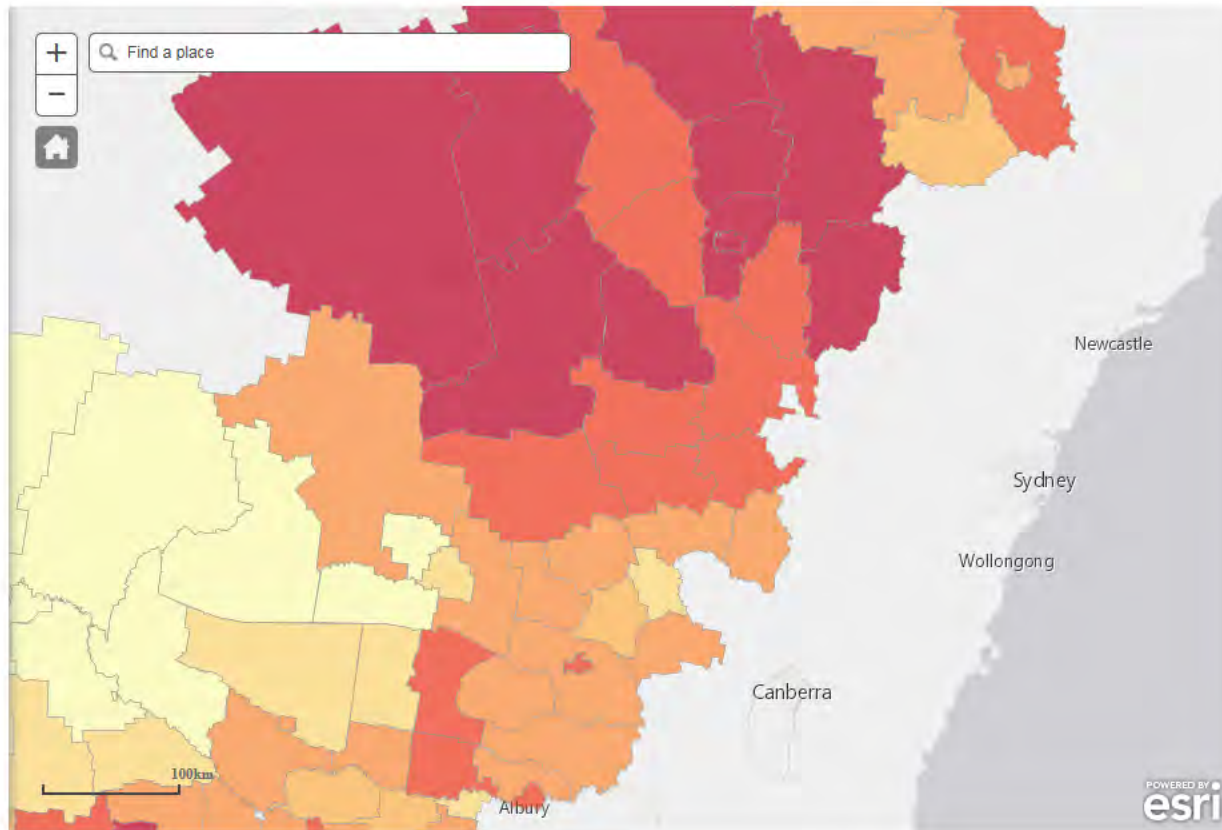 +
Find a place
−
Newcastle
Sydney
Wollongong
Canberra
100km
Albury
POWERED BY
esri